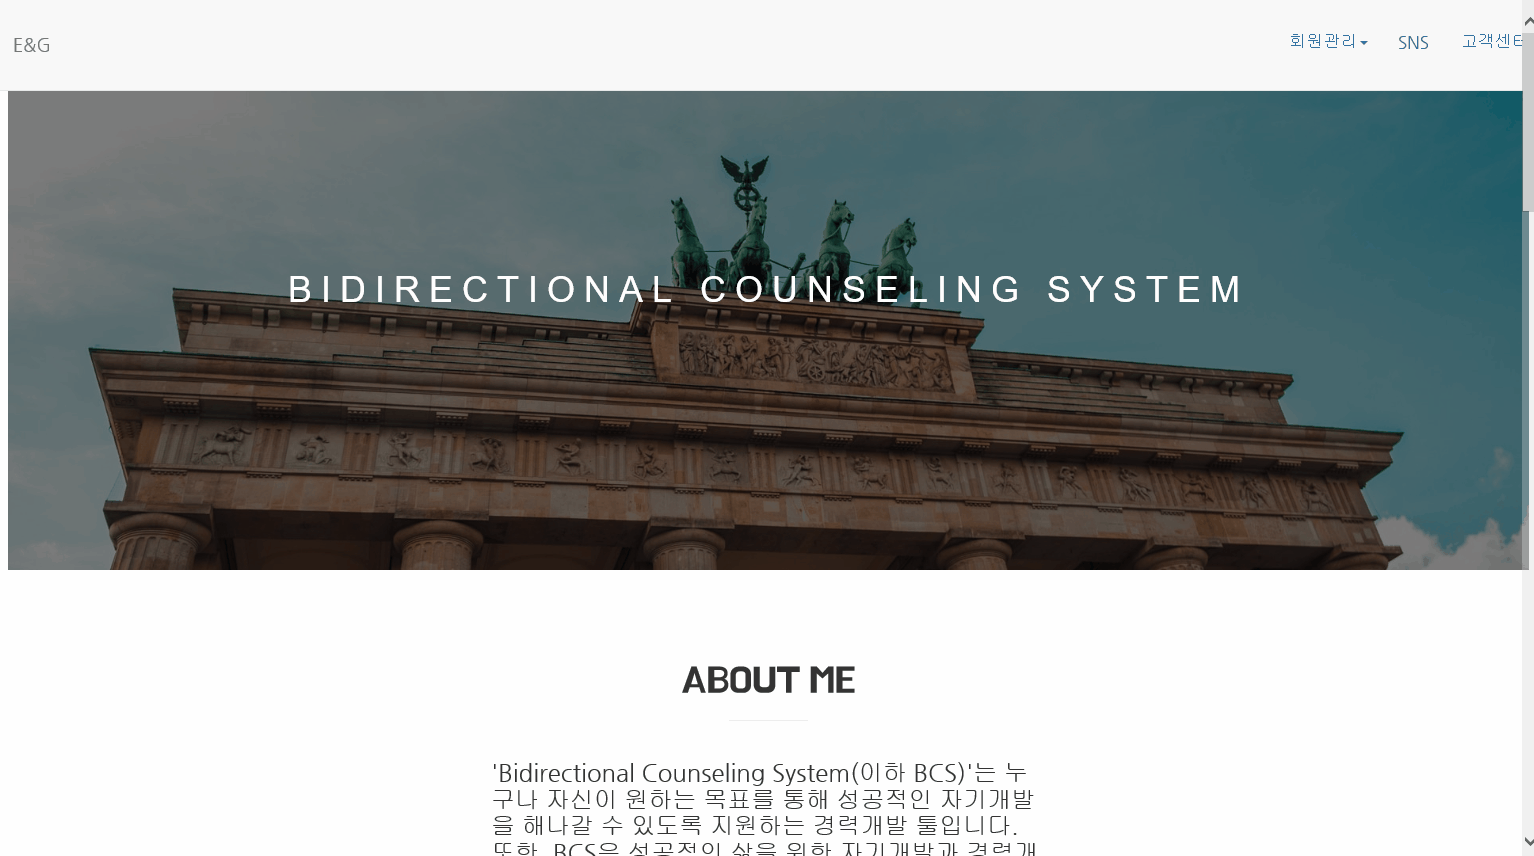 E&G
회원관리
SNS
고객센터
BIDIRECTIONAL COUNSELING SYSTEM
ABOUT ME
'Bidirectional Counseling System(이하 BCS)'는 누
구나 자신이 원하는 목표를 통해 성공적인 자기개발
을 해나갈 수 있도록 지원하는 경력개발 툴입니다.
또한, BCS은 성공적인 삶을 위한 자기개발과 경력개